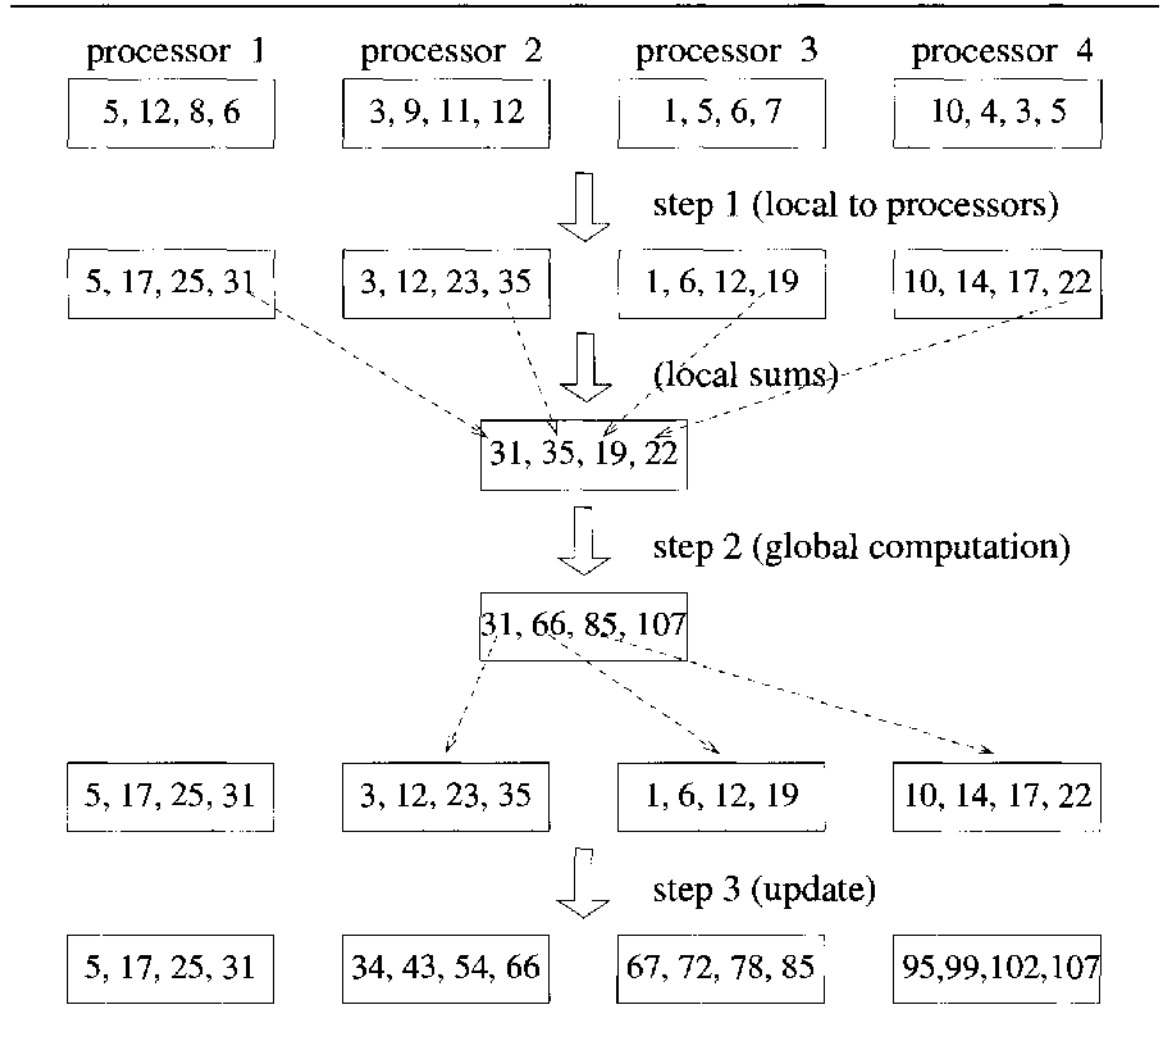 processor 1 processor 2 processor 3 processor 4
5, 12, 8, 6 3, 9, 11, 12 1, 5, 6, 7 10, 4, 3, 5
step 1 (local to processors)
5, 17, 25, 31 3, 12, 23, 35 1, 6, 12, 19 10, 14, 17, 22
(local sums)
31, 35, 19, 22
step 2 (global computation)
31, 66, 85, 107
5, 17, 25, 31 3, 12, 23, 35 1, 6, 12, 19 10, 14, 17, 22
step 3 (update)
5, 17, 25, 31 34, 43, 54, 66 67, 72, 78, 85 95,99,102,107